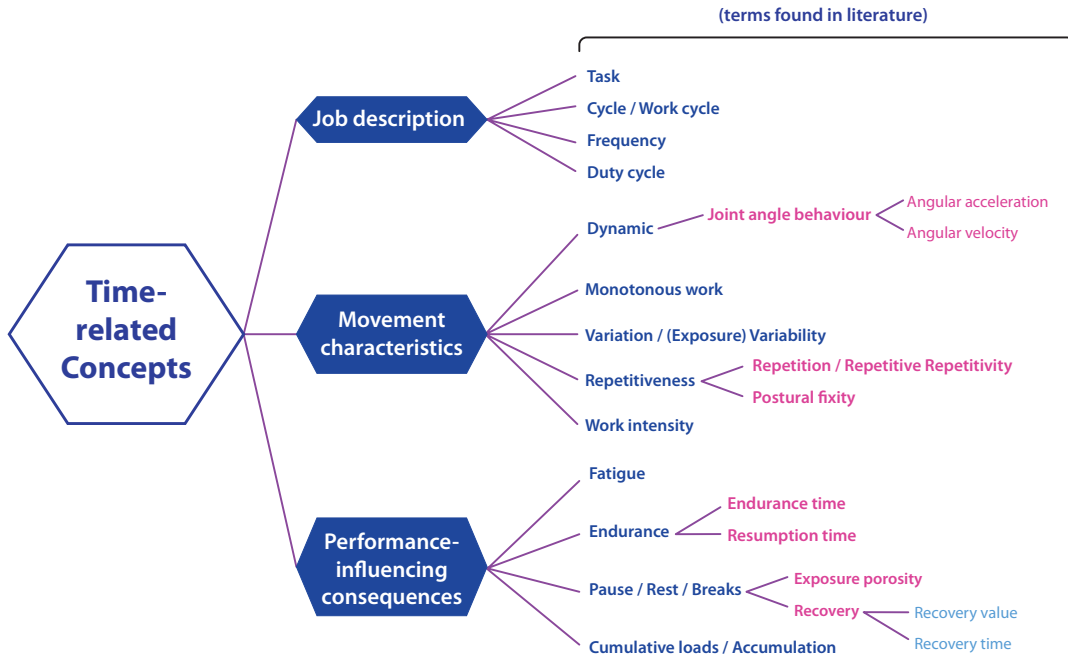 (terms found in literature)
Time-
related
Concepts
Job description
Task
Cycle / Work cycle
Frequency
Duty cycle
Movement
characteristics
Dynamic
Joint angle behaviour
Angular acceleration
Angular velocity
Monotonous work
Variation / (Exposure) Variability
Repetitiveness
Repetition / Repetitive Repetitivity
Postural fixity
Work intensity
Performance-
influencing
consequences
Fatigue
Endurance
Endurance time
Resumption time
Pause / Rest / Breaks
Exposure porosity
Recovery
Recovery value
Recovery time
Cumulative loads / Accumulation